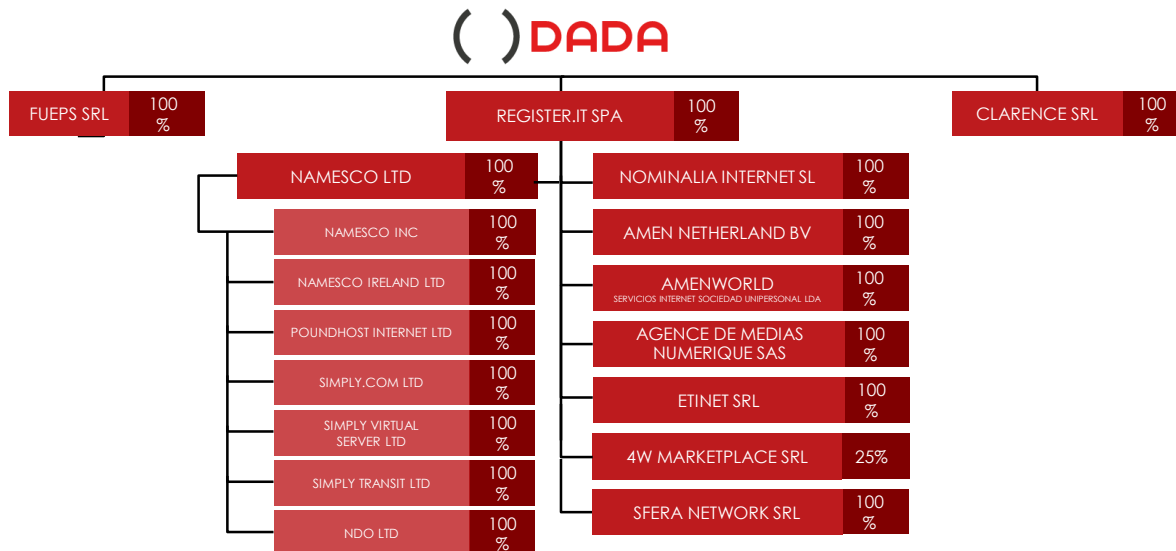 DADA
FUEPS SRL
100
%
REGISTER.IT SPA
100
%
CLARENCE SRL
100
%
NAMESCO LTD
100
%
NAMESCO INC
100
%
NAMESCO IRELAND LTD
100
%
POUNDHOST INTERNET LTD
100
%
SIMPLY.COM LTD
100
%
SIMPLY VIRTUAL
SERVER LTD
100
%
SIMPLY TRANSIT LTD
100
%
NDO LTD
100
%
NOMINALIA INTERNET SL
100
%
AMEN NETHERLAND BV
100
%
AMENWORLD
SERVICIOS INTERNET SOCIEDAD UNIPERSONAL LDA
100
%
AGENCE DE MEDIAS
NUMERIQUE SAS
100
%
ETINET SRL
100
%
4W MARKETPLACE SRL
25%
SFERA NETWORK SRL
100
%